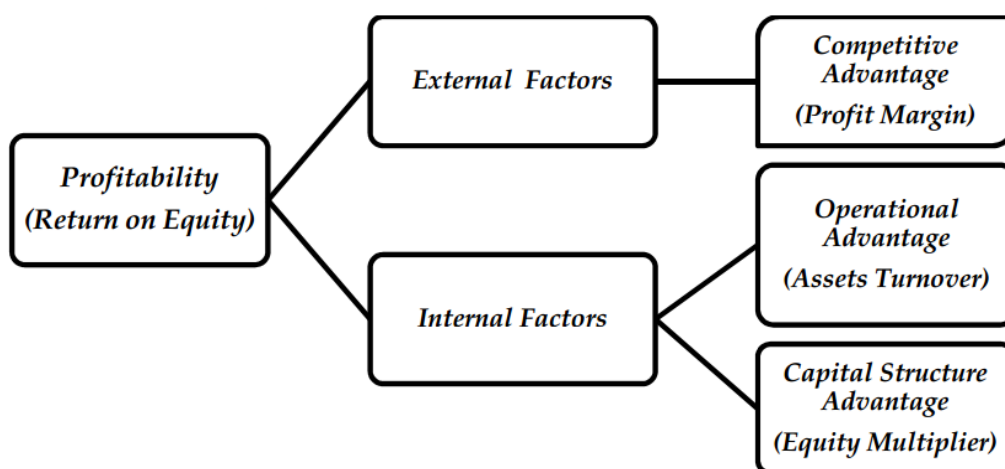 Profitability
(Return on Equity)
External Factors
Internal Factors
Competitive
Advantage
(Profit Margin)
Operational
Advantage
(Assets Turnover)
Capital Structure
Advantage
(Equity Multiplier)